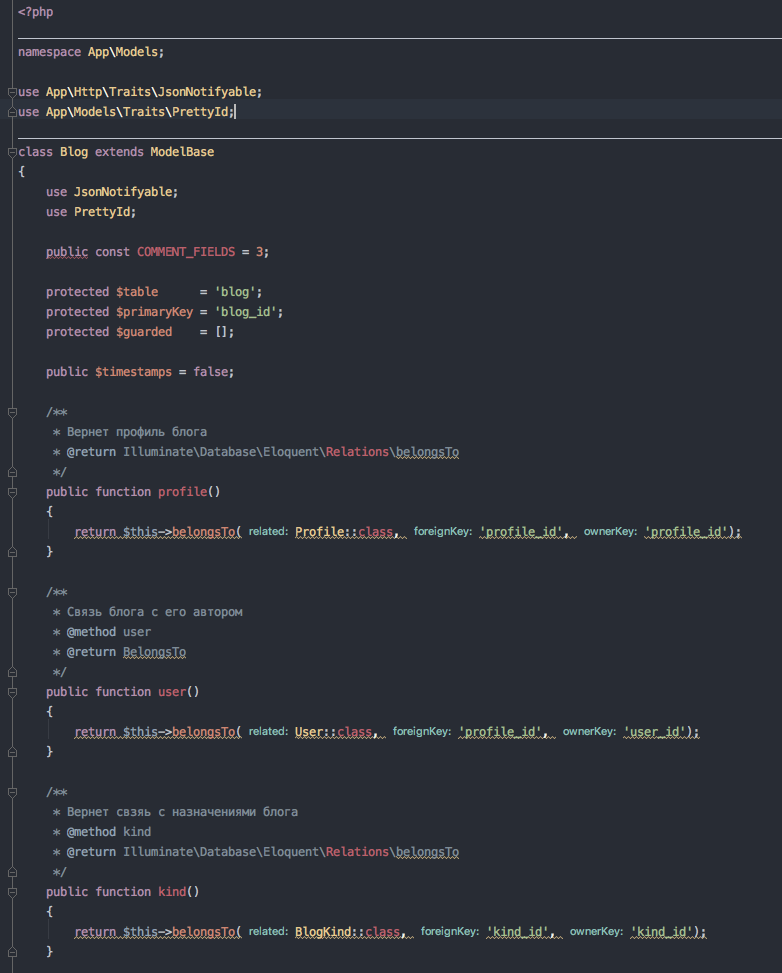 <?php
namespace App\Models;
use App\Http\Traits\JsonNotifyable;
use App\Models\Traits\PrettyId;
class Blog extends ModelBase
{
    use JsonNotifyable;
    use PrettyId;
    public const COMMENT_FIELDS = 3;
    protected $table      = 'blog';
    protected $primaryKey = 'blog_id';
    protected $guarded    = [];
    public $timestamps = false;
    /**
     * Вернет профиль блога
     * @return Illuminate\Database\Eloquent\Relations\belongsTo
     */
    public function profile()
    {
        return $this->belongsTo( related: Profile::class,  foreignKey: 'profile_id',  ownerKey: 'profile_id');
    }
    /**
     * Связь блога с его автором
     * @method user
     * @return BelongsTo
     */
    public function user()
    {
        return $this->belongsTo( related: User::class,  foreignKey: 'profile_id',  ownerKey: 'user_id');
    }
    /**
     * Вернет свзяь с назначениями блога
     * @method kind
     * @return Illuminate\Database\Eloquent\Relations\belongsTo
     */
    public function kind()
    {
        return $this->belongsTo( related: BlogKind::class,  foreignKey: 'kind_id',  ownerKey: 'kind_id');
    }